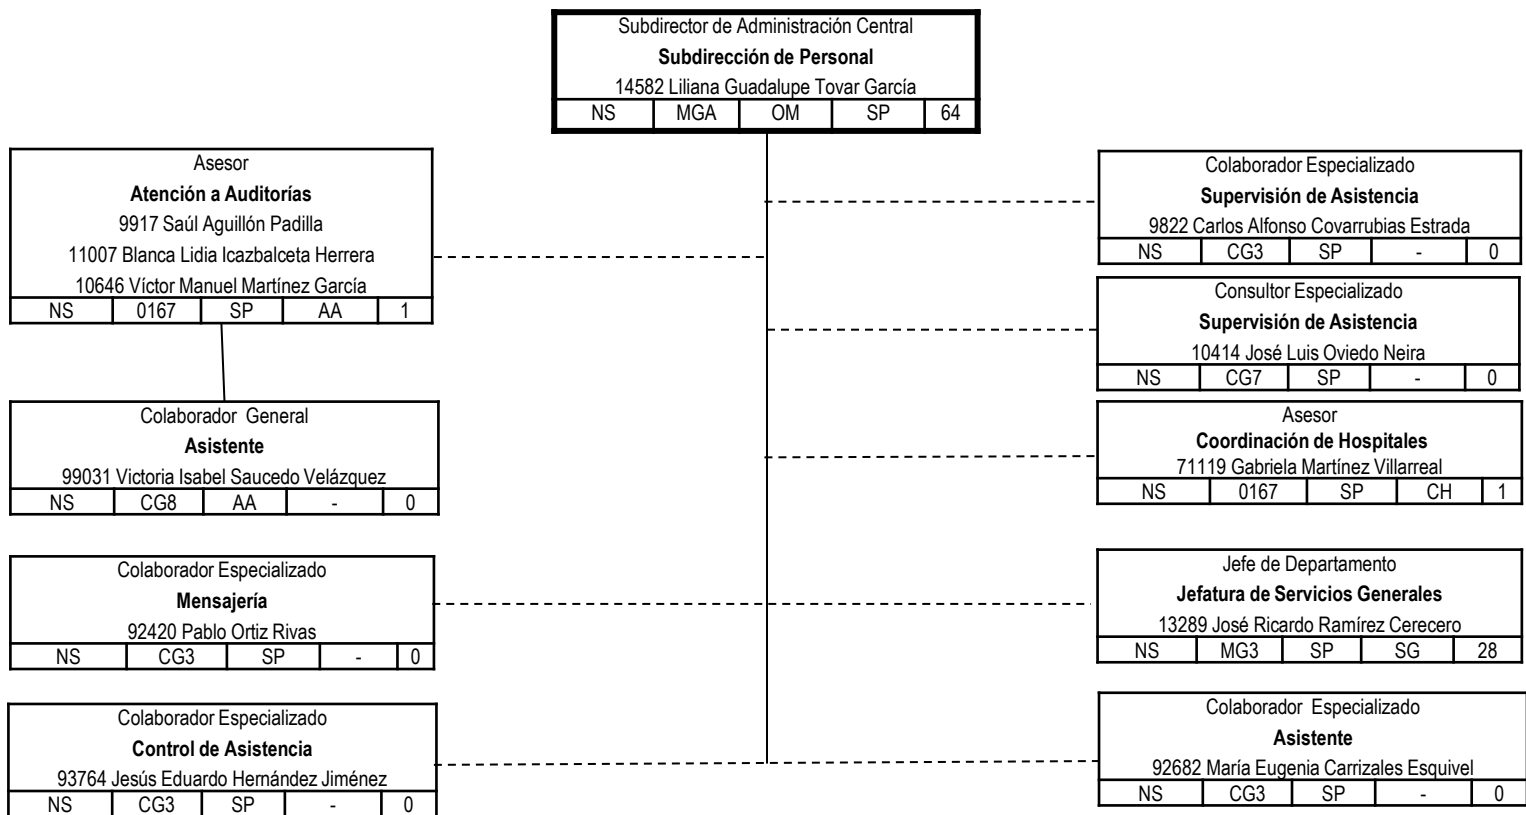 Subdirector de Administración Central
Subdirección de Personal
14582 Liliana Guadalupe Tovar García
NS MGA OM SP 64
Asesor
Atención a Auditorías
9917 Saúl Aguillón Padilla
11007 Blanca Lidia Icazbalceta Herrera
10646 Víctor Manuel Martínez García
NS 0167 SP AA 1
Colaborador General
Asistente
99031 Victoria Isabel Saucedo Velázquez
NS CG8 AA - 0
Colaborador Especializado
Mensajería
92420 Pablo Ortiz Rivas
NS CG3 SP - 0
Colaborador Especializado
Control de Asistencia
93764 Jesús Eduardo Hernández Jiménez
NS CG3 SP - 0
Colaborador Especializado
Supervisión de Asistencia
9822 Carlos Alfonso Covarrubias Estrada
NS CG3 SP - 0
Consultor Especializado
Supervisión de Asistencia
10414 José Luis Oviedo Neira
NS CG7 SP - 0
Asesor
Coordinación de Hospitales
71119 Gabriela Martínez Villarreal
NS 0167 SP CH 1
Jefe de Departamento
Jefatura de Servicios Generales
13289 José Ricardo Ramírez Cerecero
NS MG3 SP SG 28
Colaborador Especializado
Asistente
92682 María Eugenia Carrizales Esquivel
NS CG3 SP - 0